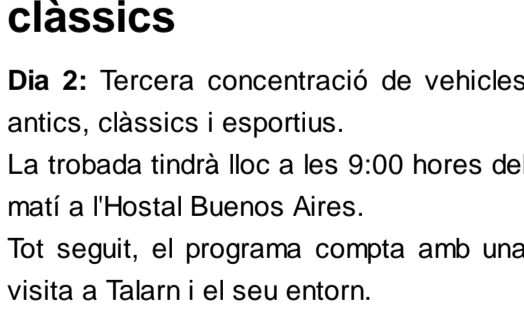 clàssics
Dia 2: Tercera concentració de vehicles
antics, clàssics i esportius.
La trobada tindrà lloc a les 9:00 hores del
matí a l'Hostal Buenos Aires.
Tot seguit, el programa compta amb una
visita a Talarn i el seu entorn.